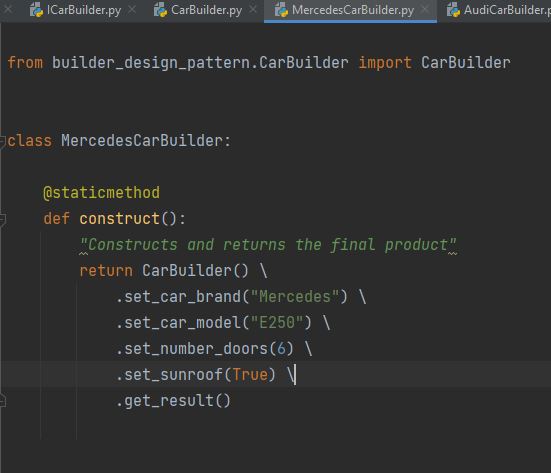 ICarBuilder.py CarBuilder.py MercedesCarBuilder.py AudiCarBuilder.p
from builder_design_pattern.CarBuilder import CarBuilder
class MercedesCarBuilder:
@staticmethod
def construct():
"Constructs and returns the final product"
return CarBuilder() \
.set_car_brand("Mercedes") \
.set_car_model("E250") \
.set_number_doors(6) \
.set_sunroof(True) \
.get_result()